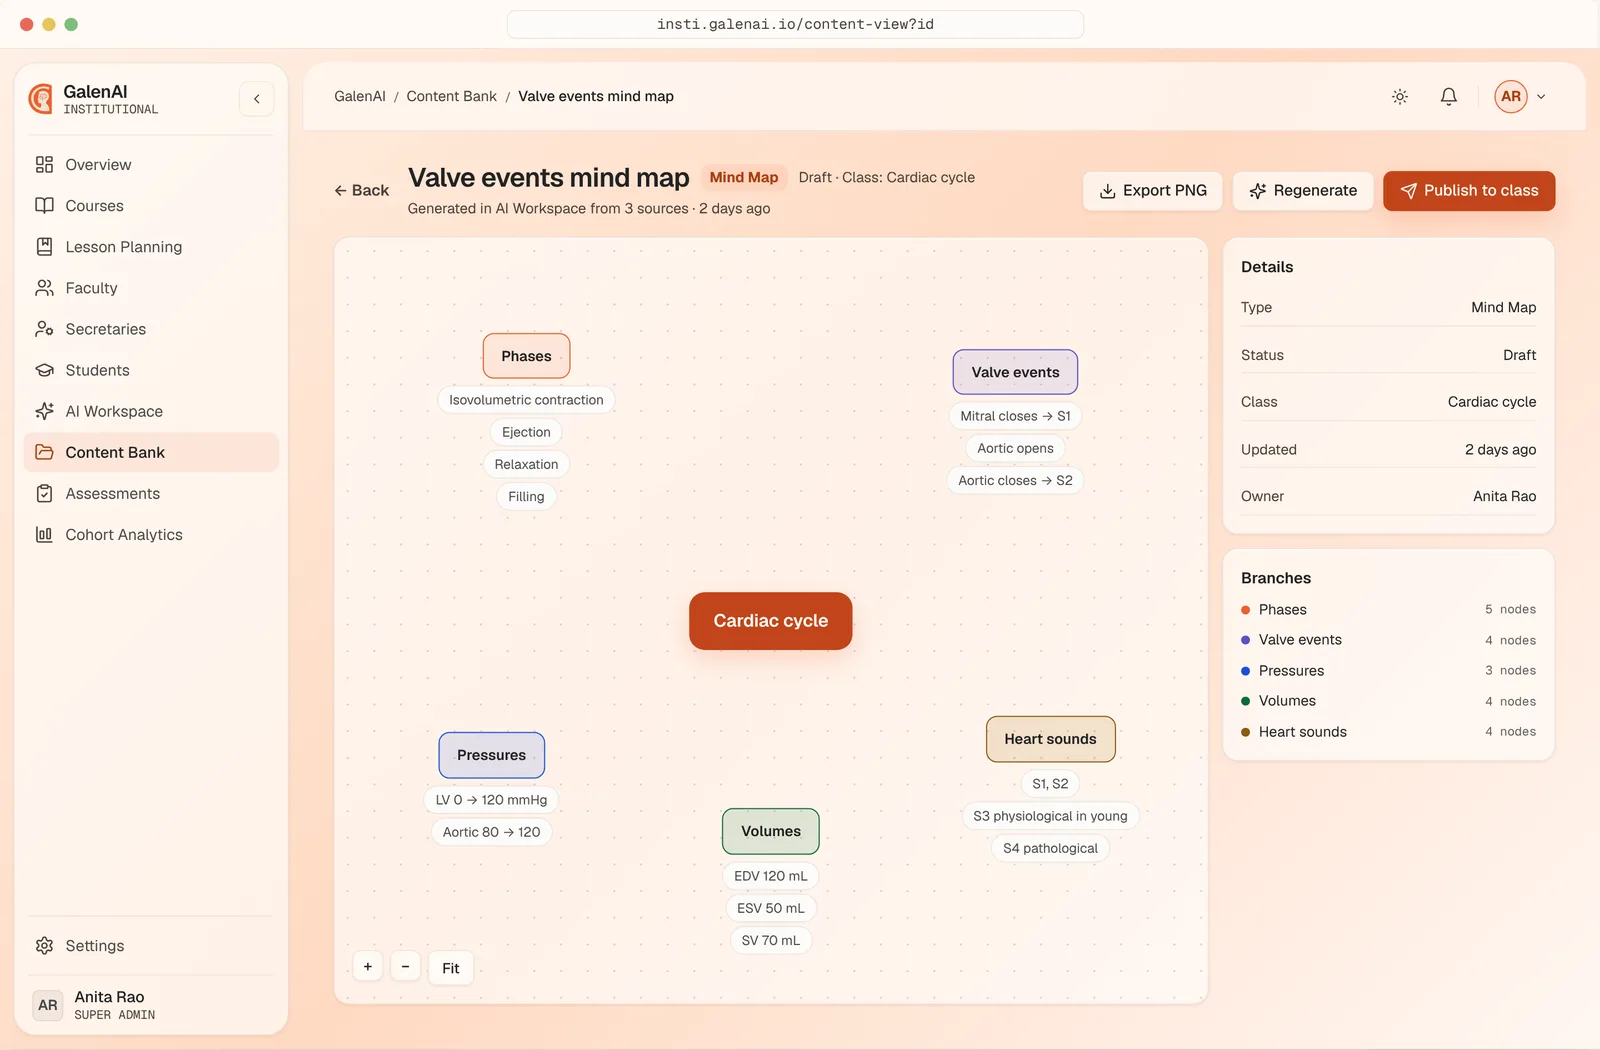 insti.galenai.io/content-view?id
GalenAI
INSTITUTIONAL
Overview
Courses
Lesson Planning
Faculty
Secretaries
Students
AI Workspace
Content Bank
Assessments
Cohort Analytics
Settings
AR
Anita Rao
SUPER ADMIN
GalenAI / Content Bank / Valve events mind map
AR
← Back
Valve events mind map
Mind Map
Draft · Class: Cardiac cycle
Generated in AI Workspace from 3 sources · 2 days ago
Export PNG
Regenerate
Publish to class
Phases
Isovolumetric contraction
Ejection
Relaxation
Filling
Valve events
Mitral closes → S1
Aortic opens
Aortic closes → S2
Cardiac cycle
Pressures
LV 0 → 120 mmHg
Aortic 80 → 120
Volumes
EDV 120 mL
ESV 50 mL
SV 70 mL
Heart sounds
S1, S2
S3 physiological in young
S4 pathological
+
−
Fit
Details
Type Mind Map
Status Draft
Class Cardiac cycle
Updated 2 days ago
Owner Anita Rao
Branches
Phases 5 nodes
Valve events 4 nodes
Pressures 3 nodes
Volumes 4 nodes
Heart sounds 4 nodes